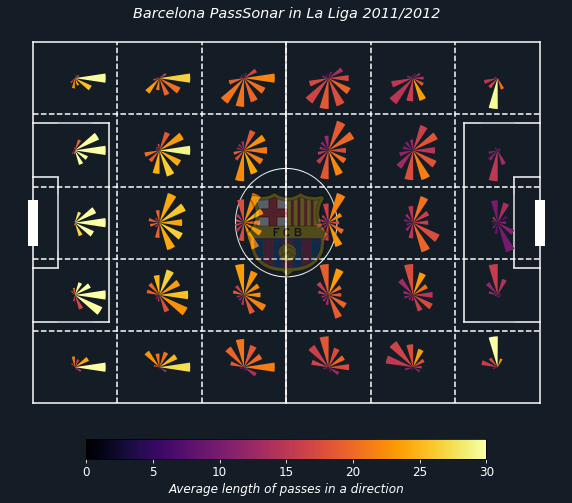 Barcelona PassSonar in La Liga 2011/2012
F C B
0 5 10 15 20 25 30
Average length of passes in a direction